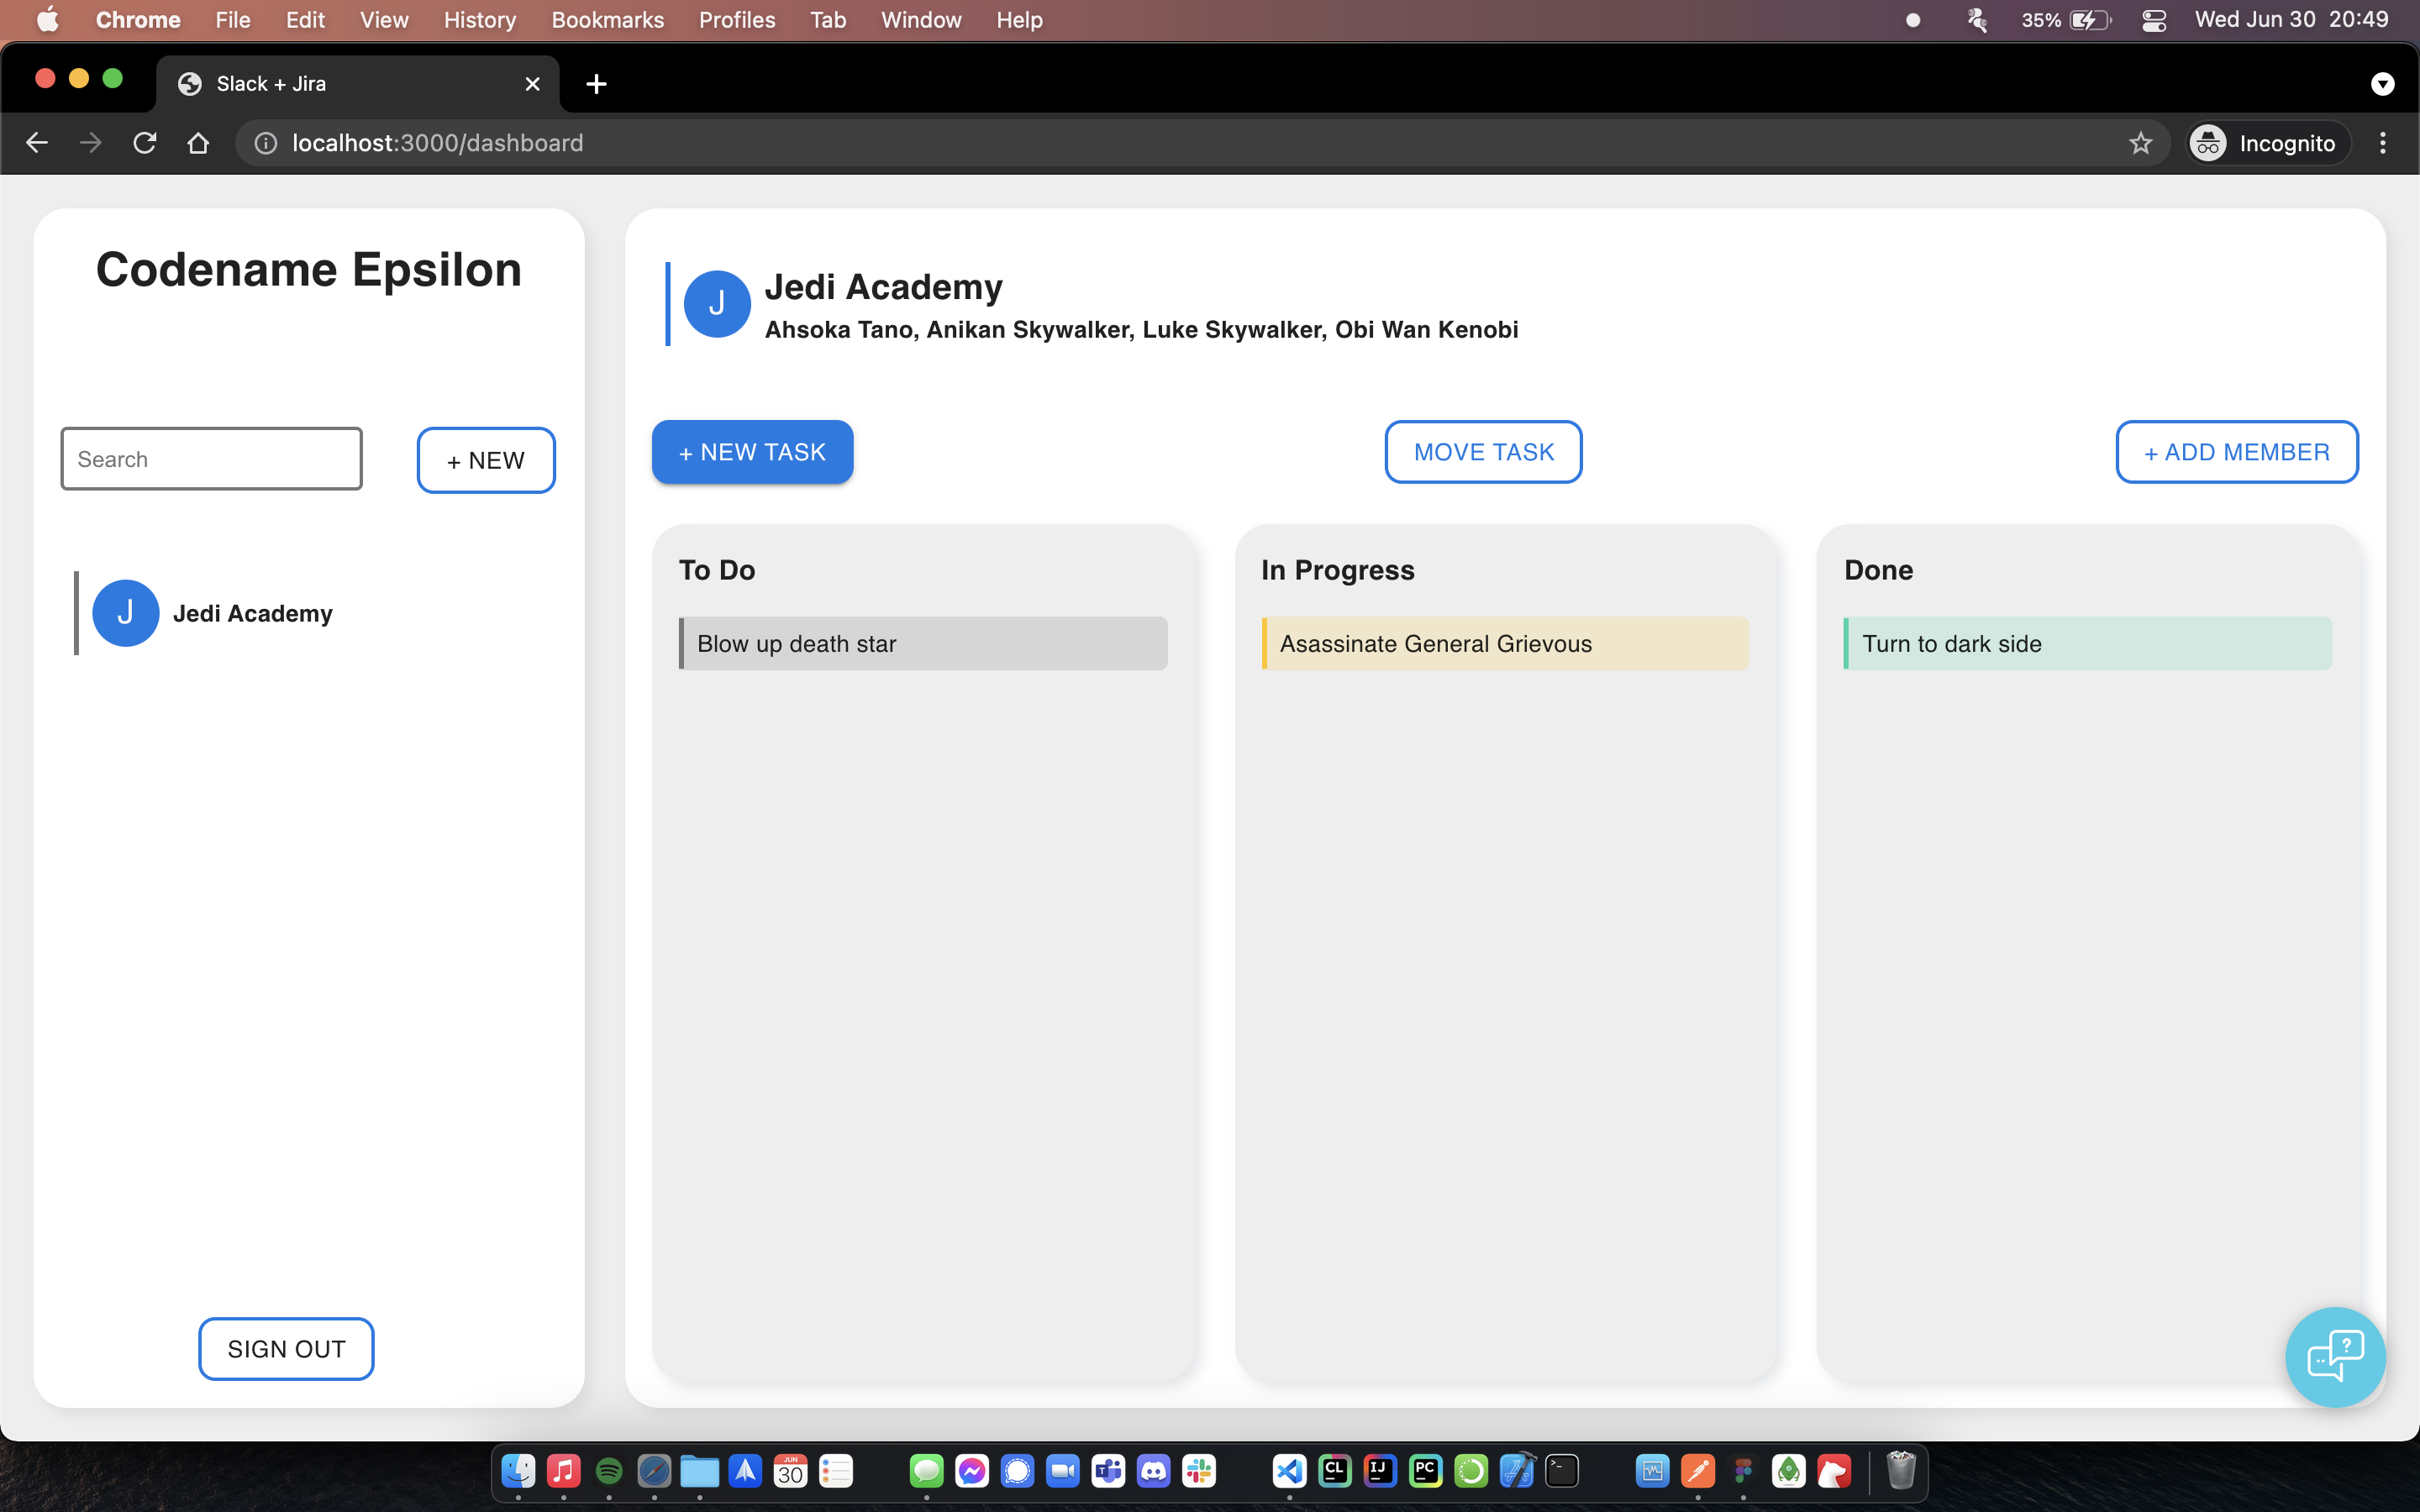 Chrome File Edit View History Bookmarks Profiles Tab Window Help 35% Wed Jun 30 20:49
Slack + Jira
localhost:3000/dashboard Incognito
Codename Epsilon
Search
+ NEW
J Jedi Academy
SIGN OUT
J Jedi Academy
Ahsoka Tano, Anikan Skywalker, Luke Skywalker, Obi Wan Kenobi
+ NEW TASK MOVE TASK + ADD MEMBER
To Do
Blow up death star
In Progress
Asassinate General Grievous
Done
Turn to dark side
?
JUN
30
CL
IJ
PC